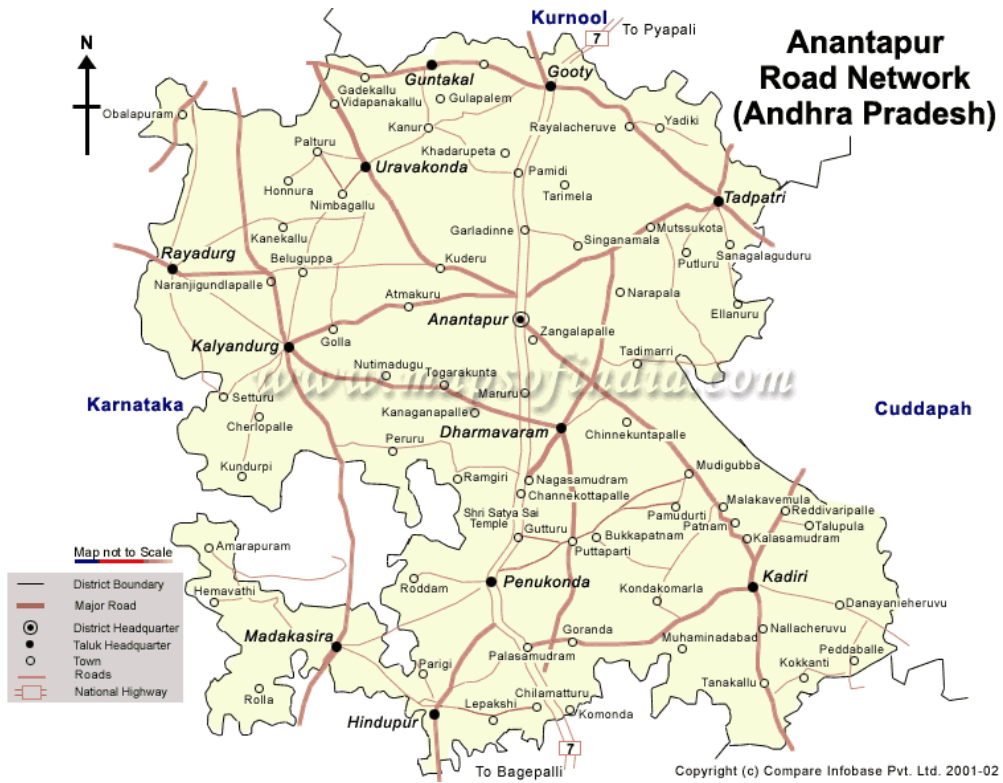 Anantapur
Road Network
(Andhra Pradesh)
Kurnool
7
To Pyapali
N
Guntakal
Gooty
Gadekallu
Vidapanakallu
Gulapalem
Obalapuram
Kanur
Rayalacheruve
Yadiki
Palturu
Khadarupeta
Uravakonda
Pamidi
Honnura
Nimbagallu
Tarimela
Tadpatri
Kanekallu
Garladinne
Singanamala
Mutssukota
Sanagalaguduru
Rayadurg
Beluguppa
Kuderu
Putluru
Naranjigundlapalle
Atmakuru
Narapala
Ellanuru
Anantapur
Zangalapalle
Golla
Kalyandurg
Nutimadugu
Togarakunta
Tadimarri
www.mapsofindia.com
Karnataka
Setturu
Maruru
Cuddapah
Cherlopalle
Kanaganapalle
Dharmavaram
Chinnekuntapalle
Peruru
Kundurpi
Ramgiri
Nagasamudram
Mudigubba
Channekottapalle
Malakavemula
Shri Satya Sai
Temple
Pamudurti
Patnam
Reddivaripalle
Talupula
Gutturu
Bukkapatnam
Kalasamudram
Puttaparti
Map not to Scale
Amarapuram
District Boundary
Major Road
District Headquarter
Taluk Headquarter
Town
Roads
National Highway
Hemavathi
Roddam
Penukonda
Kondakomarla
Kadiri
Danayanieheruvu
Madakasira
Goranda
Muhaminadabad
Nallacheruvu
Palasamudram
Peddaballe
Parigi
Kokkanti
Tanakallu
Rolla
Chilamatturu
Lepakshi
Hindupur
Komonda
7
To Bagepalli
Copyright (c) Compare Infobase Pvt. Ltd. 2001-02